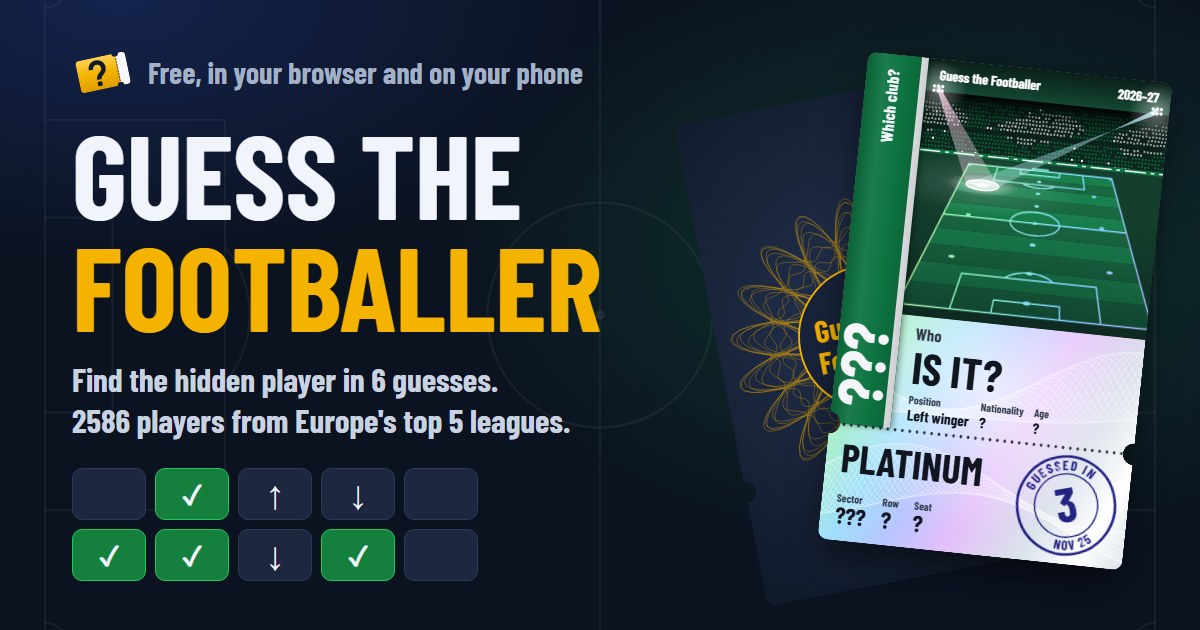 ?
Free, in your browser and on your phone
GUESS THE
FOOTBALLER
Find the hidden player in 6 guesses.
2586 players from Europe's top 5 leagues.
✓ ↑ ↓
✓ ✓ ↓ ✓
Which club?
???
Guess the Footballer
2026–27
Who
IS IT?
Position Nationality Age
Left winger ? ?
PLATINUM
Sector Row Seat
??? ? ?
GUESSED IN
3
NOV 25